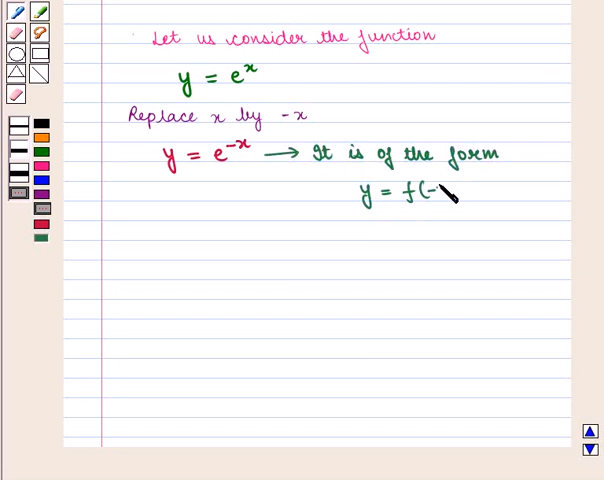 Let us consider the function
y = e^x
Replace x by -x
y = e^-x → It is of the form
y = f(-